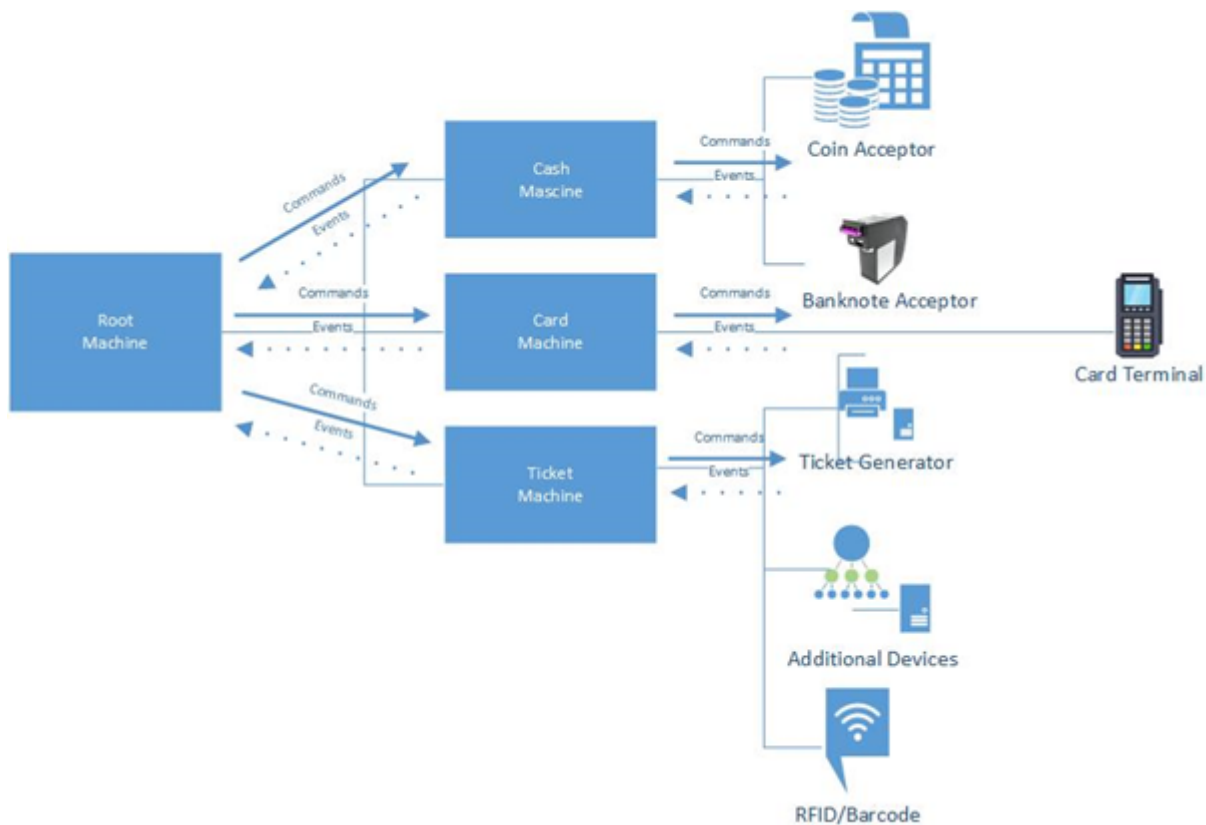 Coin Acceptor
Cash
Mascine
Commands
Events
Commands
Events
Banknote Acceptor
Root
Machine
Commands
Events
Card
Machine
Commands
Events
Card Terminal
Commands
Events
Ticket
Machine
Commands
Events
Ticket Generator
Additional Devices
RFID/Barcode